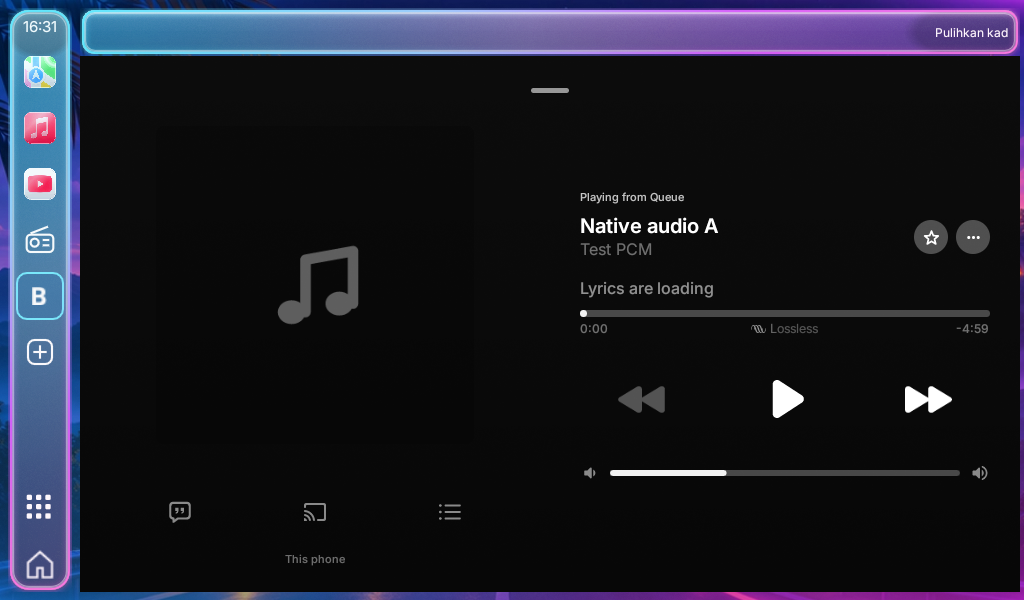 16:31
Pulihkan kad
B
Playing from Queue
Native audio A
Test PCM
Lyrics are loading
0:00
Lossless
-4:59
This phone